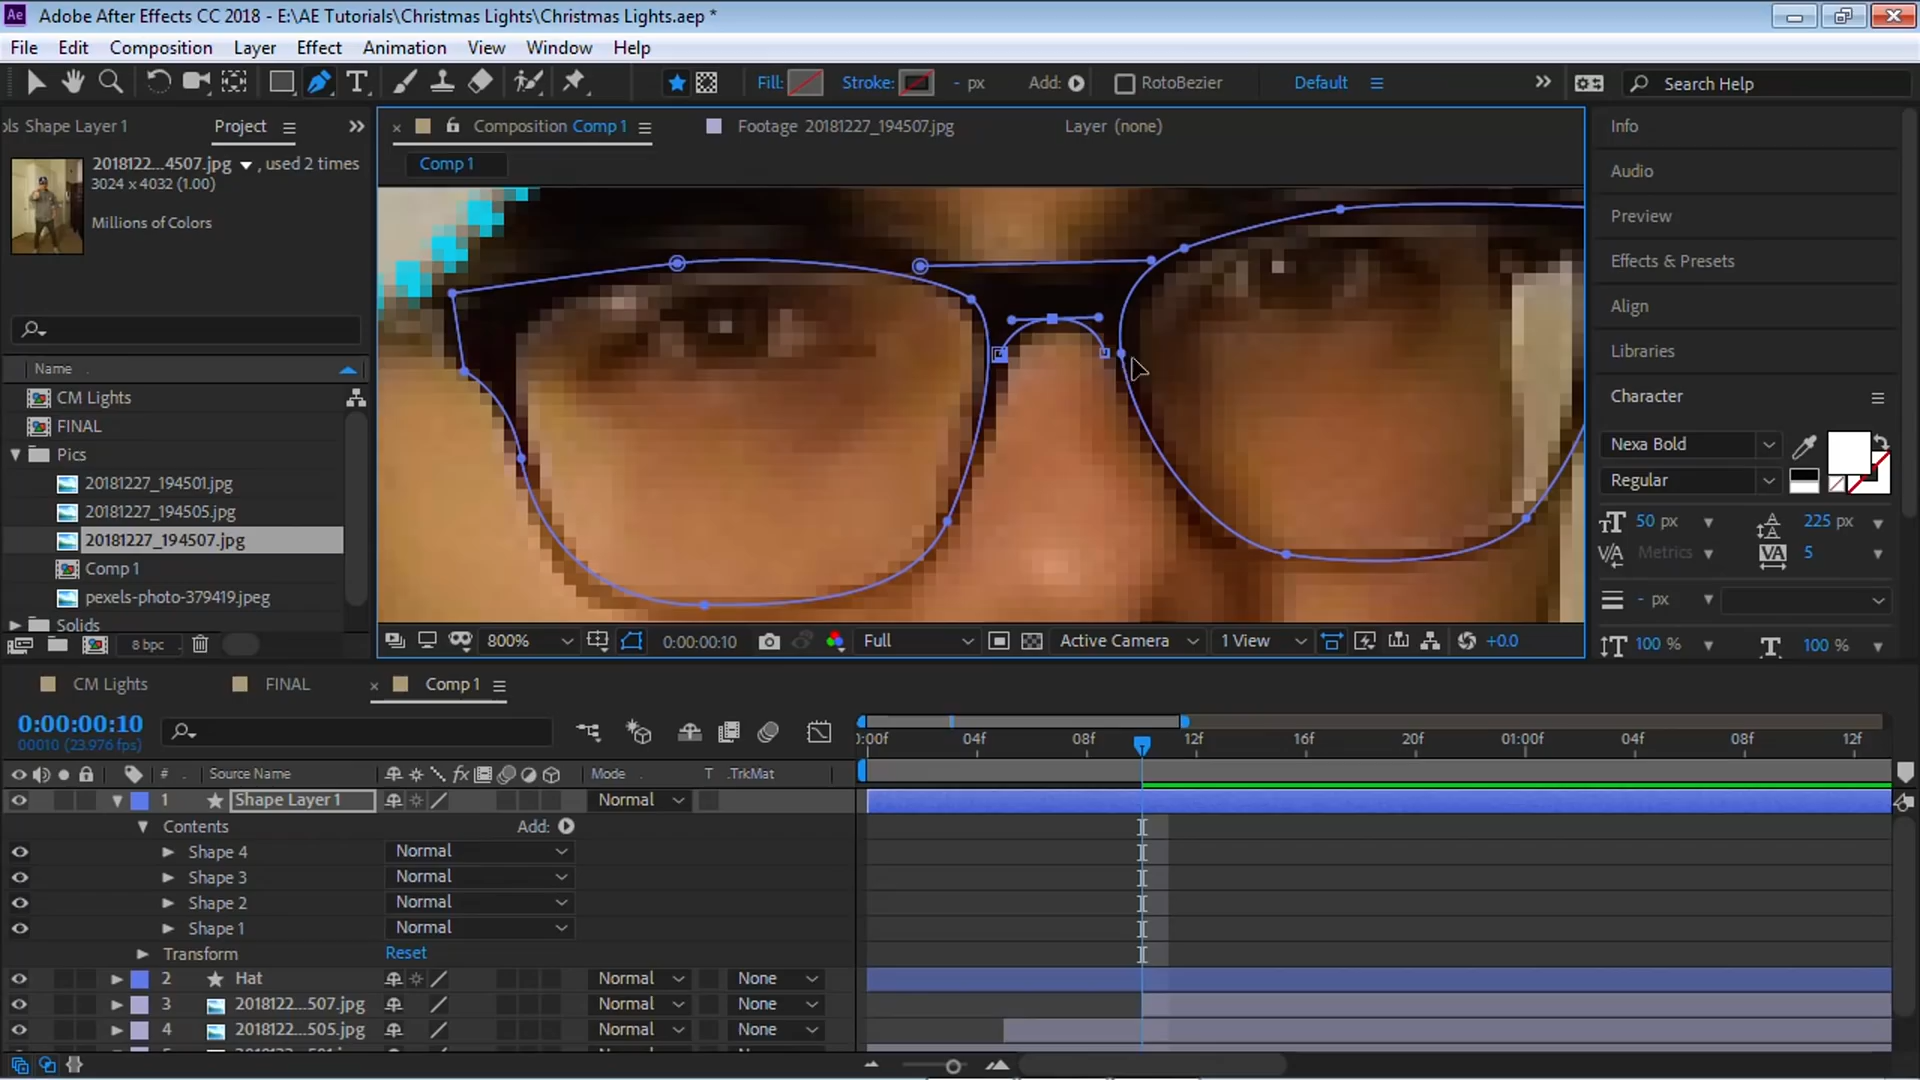 Ae Adobe After Effects CC 2018 - E:\AE Tutorials\Christmas Lights\Christmas Lights.aep *
File Edit Composition Layer Effect Animation View Window Help
T Fill: Stroke: - px Add: RotoBezier Default Search Help
ols Shape Layer 1 Project
Composition Comp 1 Footage 20181227_194507.jpg Layer (none)
Comp 1
2018122...4507.jpg , used 2 times
3024 x 4032 (1.00)
Millions of Colors
Name
CM Lights
FINAL
Pics
20181227_194501.jpg
20181227_194505.jpg
20181227_194507.jpg
Comp 1
pexels-photo-379419.jpeg
Solids
8 bpc
800% 0:00:00:10 Full Active Camera 1 View +0.0
Info
Audio
Preview
Effects & Presets
Align
Libraries
Character
Nexa Bold
Regular
50 px 225 px
Metrics 5
- px
100 % 100 %
CM Lights FINAL Comp 1
0:00:00:10
00010 (23.976 fps)
):00f 04f 08f 12f 16f 20f 01:00f 04f 08f 12f
# Source Name fx Mode T .TrkMat
1 Shape Layer 1 Normal
Contents Add:
Shape 4 Normal
Shape 3 Normal
Shape 2 Normal
Shape 1 Normal
Transform Reset
2 Hat Normal None
3 2018122...507.jpg Normal None
4 2018122...505.jpg Normal None